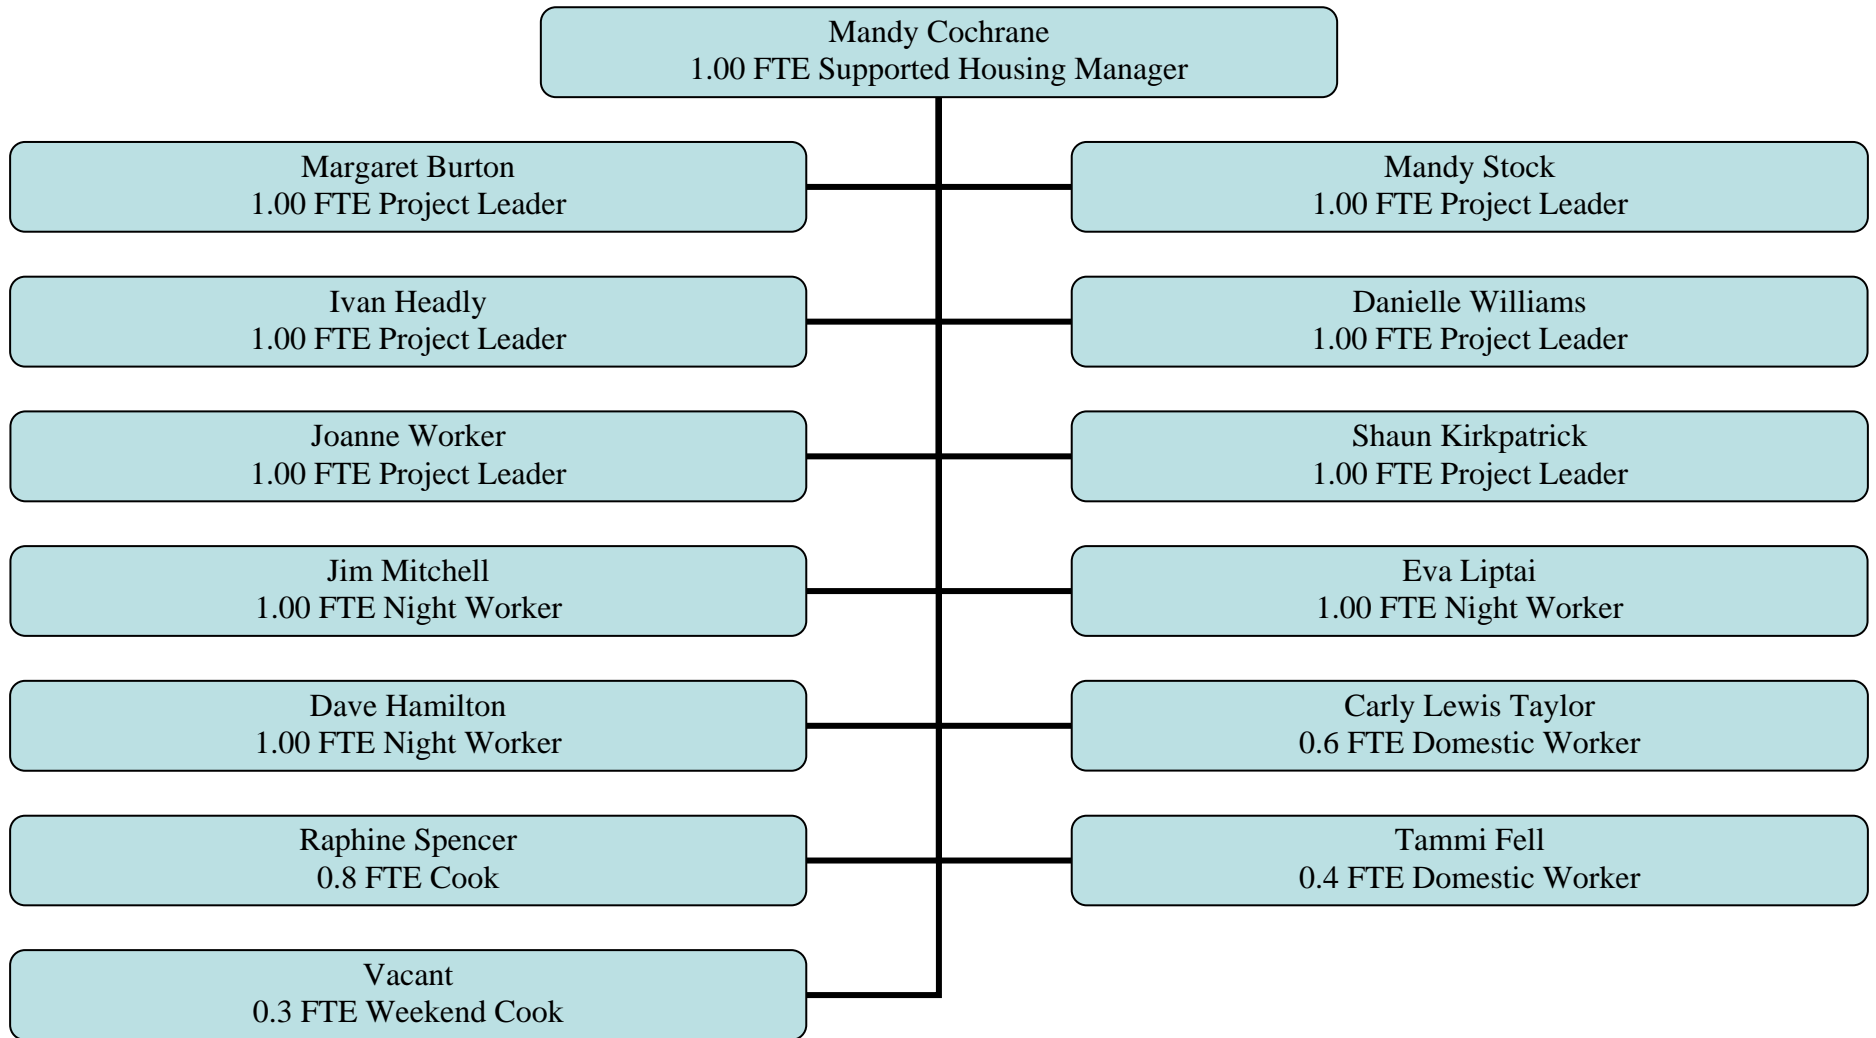 Mandy Cochrane
1.00 FTE Supported Housing Manager
Margaret Burton
1.00 FTE Project Leader
Mandy Stock
1.00 FTE Project Leader
Ivan Headly
1.00 FTE Project Leader
Danielle Williams
1.00 FTE Project Leader
Joanne Worker
1.00 FTE Project Leader
Shaun Kirkpatrick
1.00 FTE Project Leader
Jim Mitchell
1.00 FTE Night Worker
Eva Liptai
1.00 FTE Night Worker
Dave Hamilton
1.00 FTE Night Worker
Carly Lewis Taylor
0.6 FTE Domestic Worker
Raphine Spencer
0.8 FTE Cook
Tammi Fell
0.4 FTE Domestic Worker
Vacant
0.3 FTE Weekend Cook